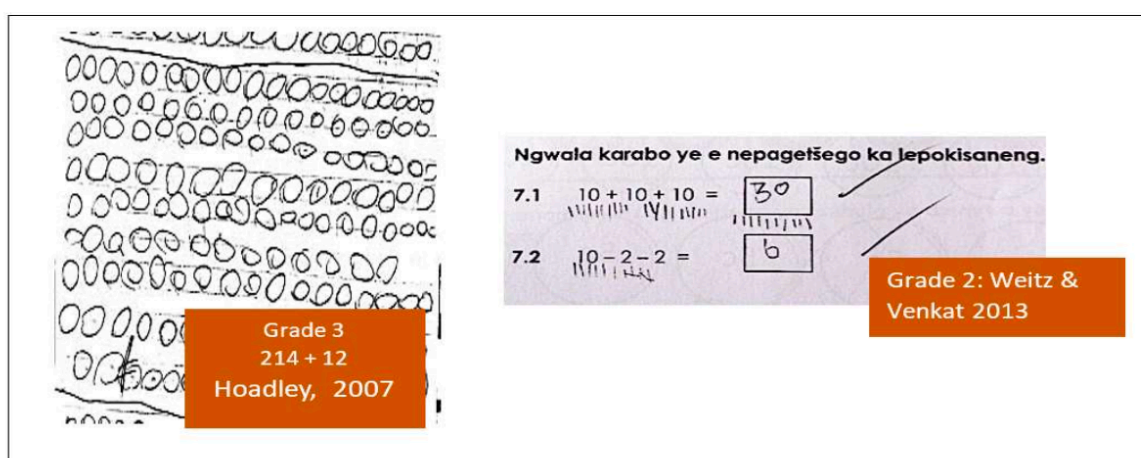 Grade 3
214 + 12
Hoadley, 2007
Ngwala karabo ye e nepagetšego ka lepokisaneng.
7.1 10 + 10 + 10 = 30
7.2 10 – 2 – 2 = 6
Grade 2: Weitz &
Venkat 2013